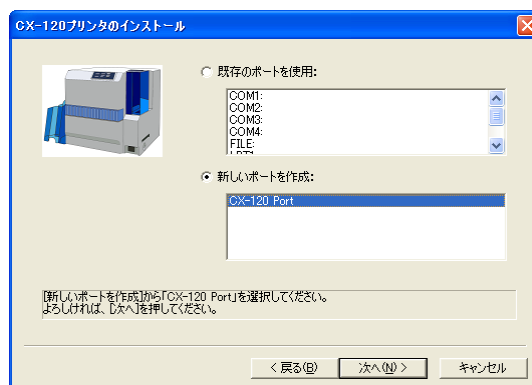 CX-120プリンタのインストール
既存のポートを使用:
COM1:
COM2:
COM3:
COM4:
FILE:
LPT1:
新しいポートを作成:
CX-120 Port
[新しいポートを作成]から「CX-120 Port」を選択してください。
よろしければ、[次へ]を押してください。
< 戻る(B)
次へ(N) >
キャンセル